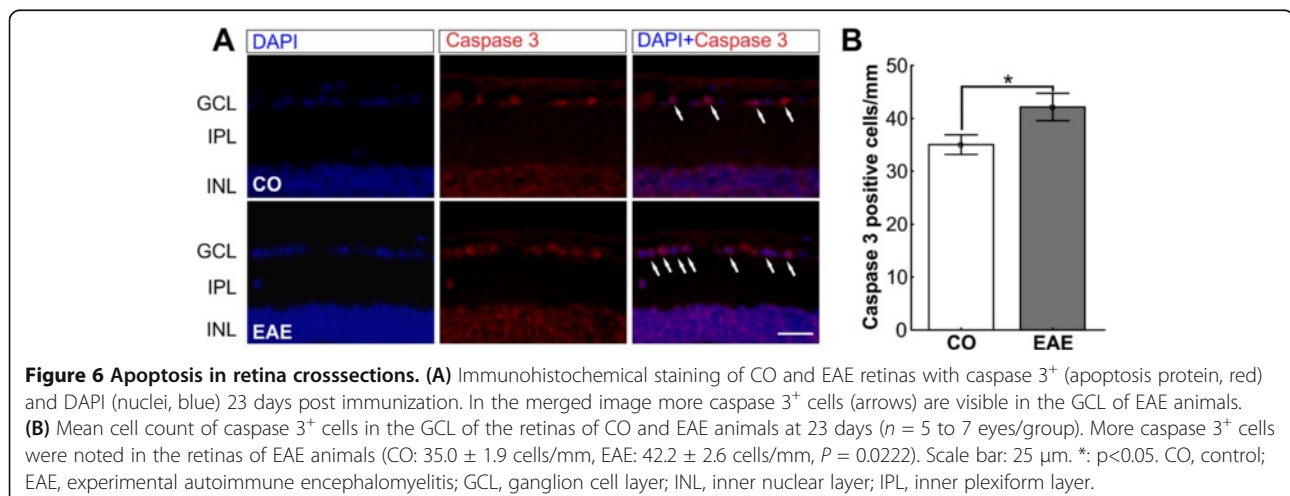 A
B
DAPI
Caspase 3
DAPI+Caspase 3
GCL
IPL
INL
CO
GCL
IPL
INL
EAE
Caspase 3 positive cells/mm
50
40
30
20
10
0
*
CO
EAE
Figure 6 Apoptosis in retina crosssections. (A) Immunohistochemical staining of CO and EAE retinas with caspase 3⁺ (apoptosis protein, red)
and DAPI (nuclei, blue) 23 days post immunization. In the merged image more caspase 3⁺ cells (arrows) are visible in the GCL of EAE animals.
(B) Mean cell count of caspase 3⁺ cells in the GCL of the retinas of CO and EAE animals at 23 days (n = 5 to 7 eyes/group). More caspase 3⁺ cells
were noted in the retinas of EAE animals (CO: 35.0 ± 1.9 cells/mm, EAE: 42.2 ± 2.6 cells/mm, P = 0.0222). Scale bar: 25 μm. *: p<0.05. CO, control;
EAE, experimental autoimmune encephalomyelitis; GCL, ganglion cell layer; INL, inner nuclear layer; IPL, inner plexiform layer.